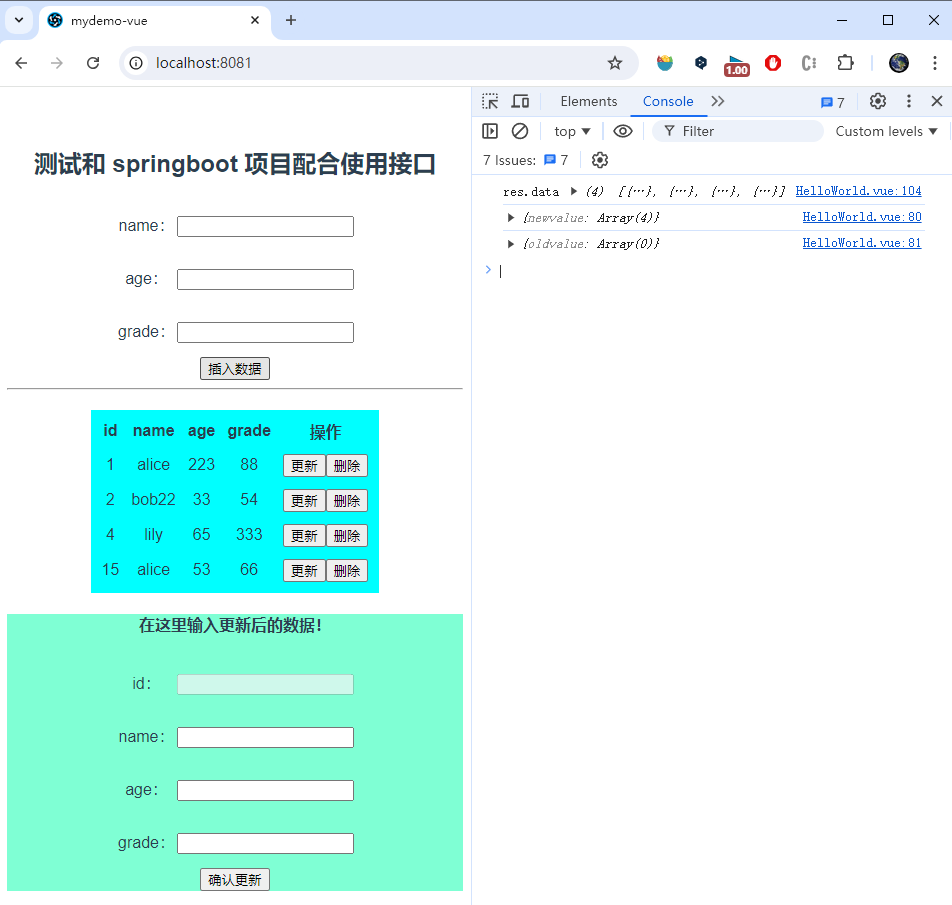 mydemo-vue
localhost:8081
1.00
Elements
Console
7
top
Filter
Custom levels
7 Issues:
7
测试和 springboot 项目配合使用接口
name：
age：
grade：
插入数据
id name age grade 操作
1 alice 223 88 更新 删除
2 bob22 33 54 更新 删除
4 lily 65 333 更新 删除
15 alice 53 66 更新 删除
在这里输入更新后的数据！
id：
name：
age：
grade：
确认更新
res.data (4) [{…}, {…}, {…}, {…}] HelloWorld.vue:104
{newvalue: Array(4)} HelloWorld.vue:80
{oldvalue: Array(0)} HelloWorld.vue:81